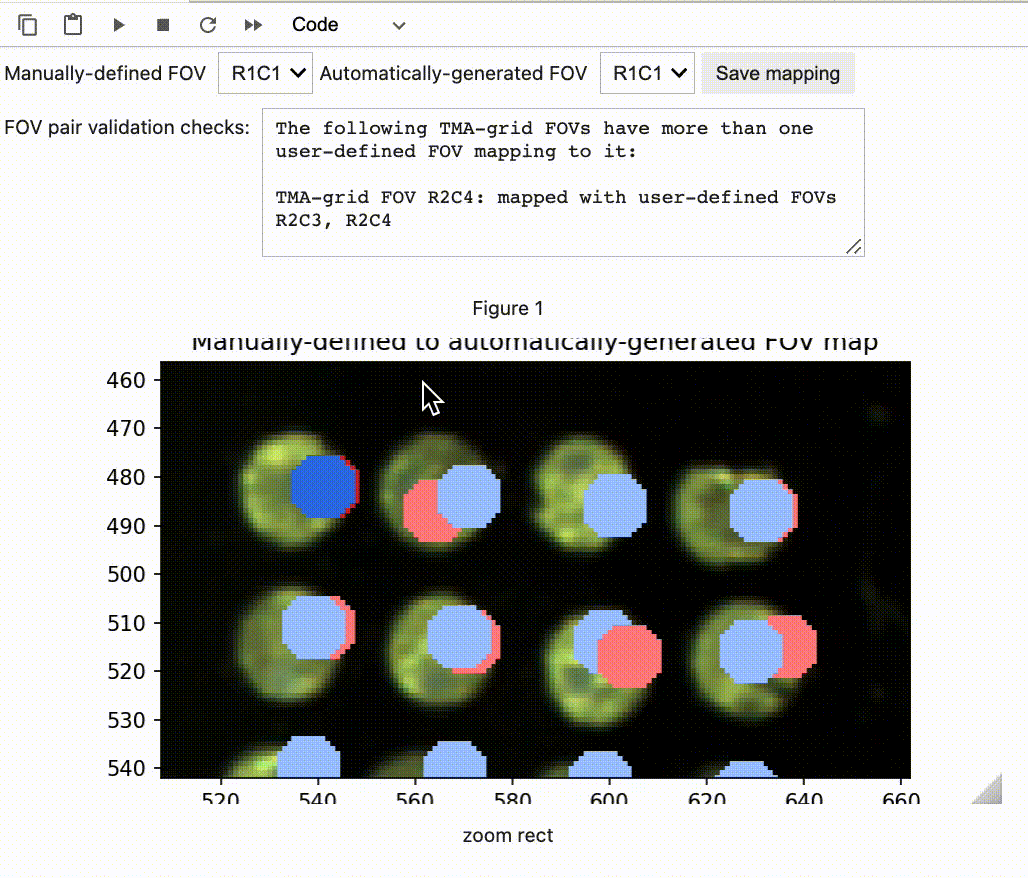 Code
Manually-defined FOV R1C1 Automatically-generated FOV R1C1 Save mapping
FOV pair validation checks:
The following TMA-grid FOVs have more than one
user-defined FOV mapping to it:
TMA-grid FOV R2C4: mapped with user-defined FOVs
R2C3, R2C4
Figure 1
Manually-defined to automatically-generated FOV map
460
470
480
490
500
510
520
530
540
520 540 560 580 600 620 640 660
zoom rect